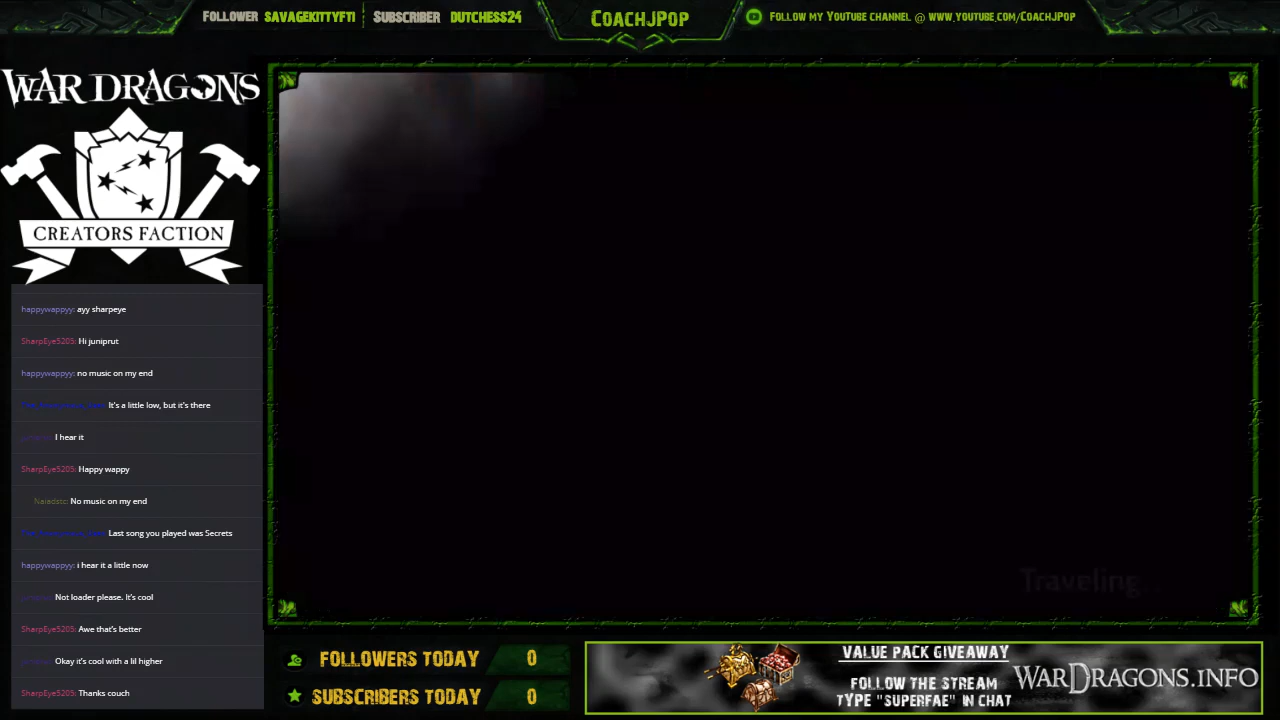 FOLLOWER SAVAGEKITTYFT1 SUBSCRIBER DUTCHESS24
COACHJPOP
FOLLOW MY YOUTUBE CHANNEL @ WWW.YOUTUBE.COM/COACHJPOP
WAR DRAGONS
CREATORS FACTION
happywappyy: ayy sharpeye
SharpEye5205: Hi juniprut
happywappyy: no music on my end
It's a little low, but it's there
I hear it
SharpEye5205: Happy wappy
Naiadstc: No music on my end
Last song you played was Secrets
happywappyy: i hear it a little now
Not loader please. It's cool
SharpEye5205: Awe that's better
Okay it's cool with a lil higher
SharpEye5205: Thanks couch
Traveling...
FOLLOWERS TODAY 0
SUBSCRIBERS TODAY 0
VALUE PACK GIVEAWAY
FOLLOW THE STREAM
TYPE "SUPERFAE" IN CHAT
WARDRAGONS.INFO